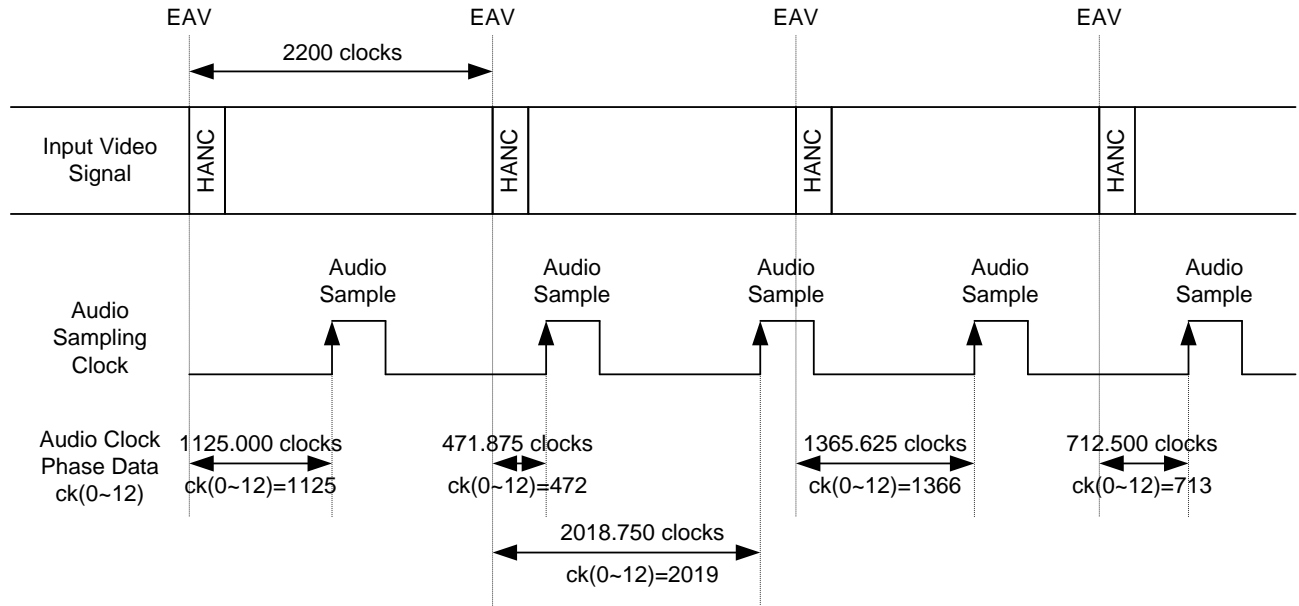 EAV EAV EAV EAV
2200 clocks
Input Video
Signal
HANC HANC HANC HANC
Audio
Sample
Audio
Sample
Audio
Sample
Audio
Sample
Audio
Sample
Audio
Sampling
Clock
Audio Clock
Phase Data
ck(0~12)
1125.000 clocks
ck(0~12)=1125
471.875 clocks
ck(0~12)=472
1365.625 clocks
ck(0~12)=1366
712.500 clocks
ck(0~12)=713
2018.750 clocks
ck(0~12)=2019